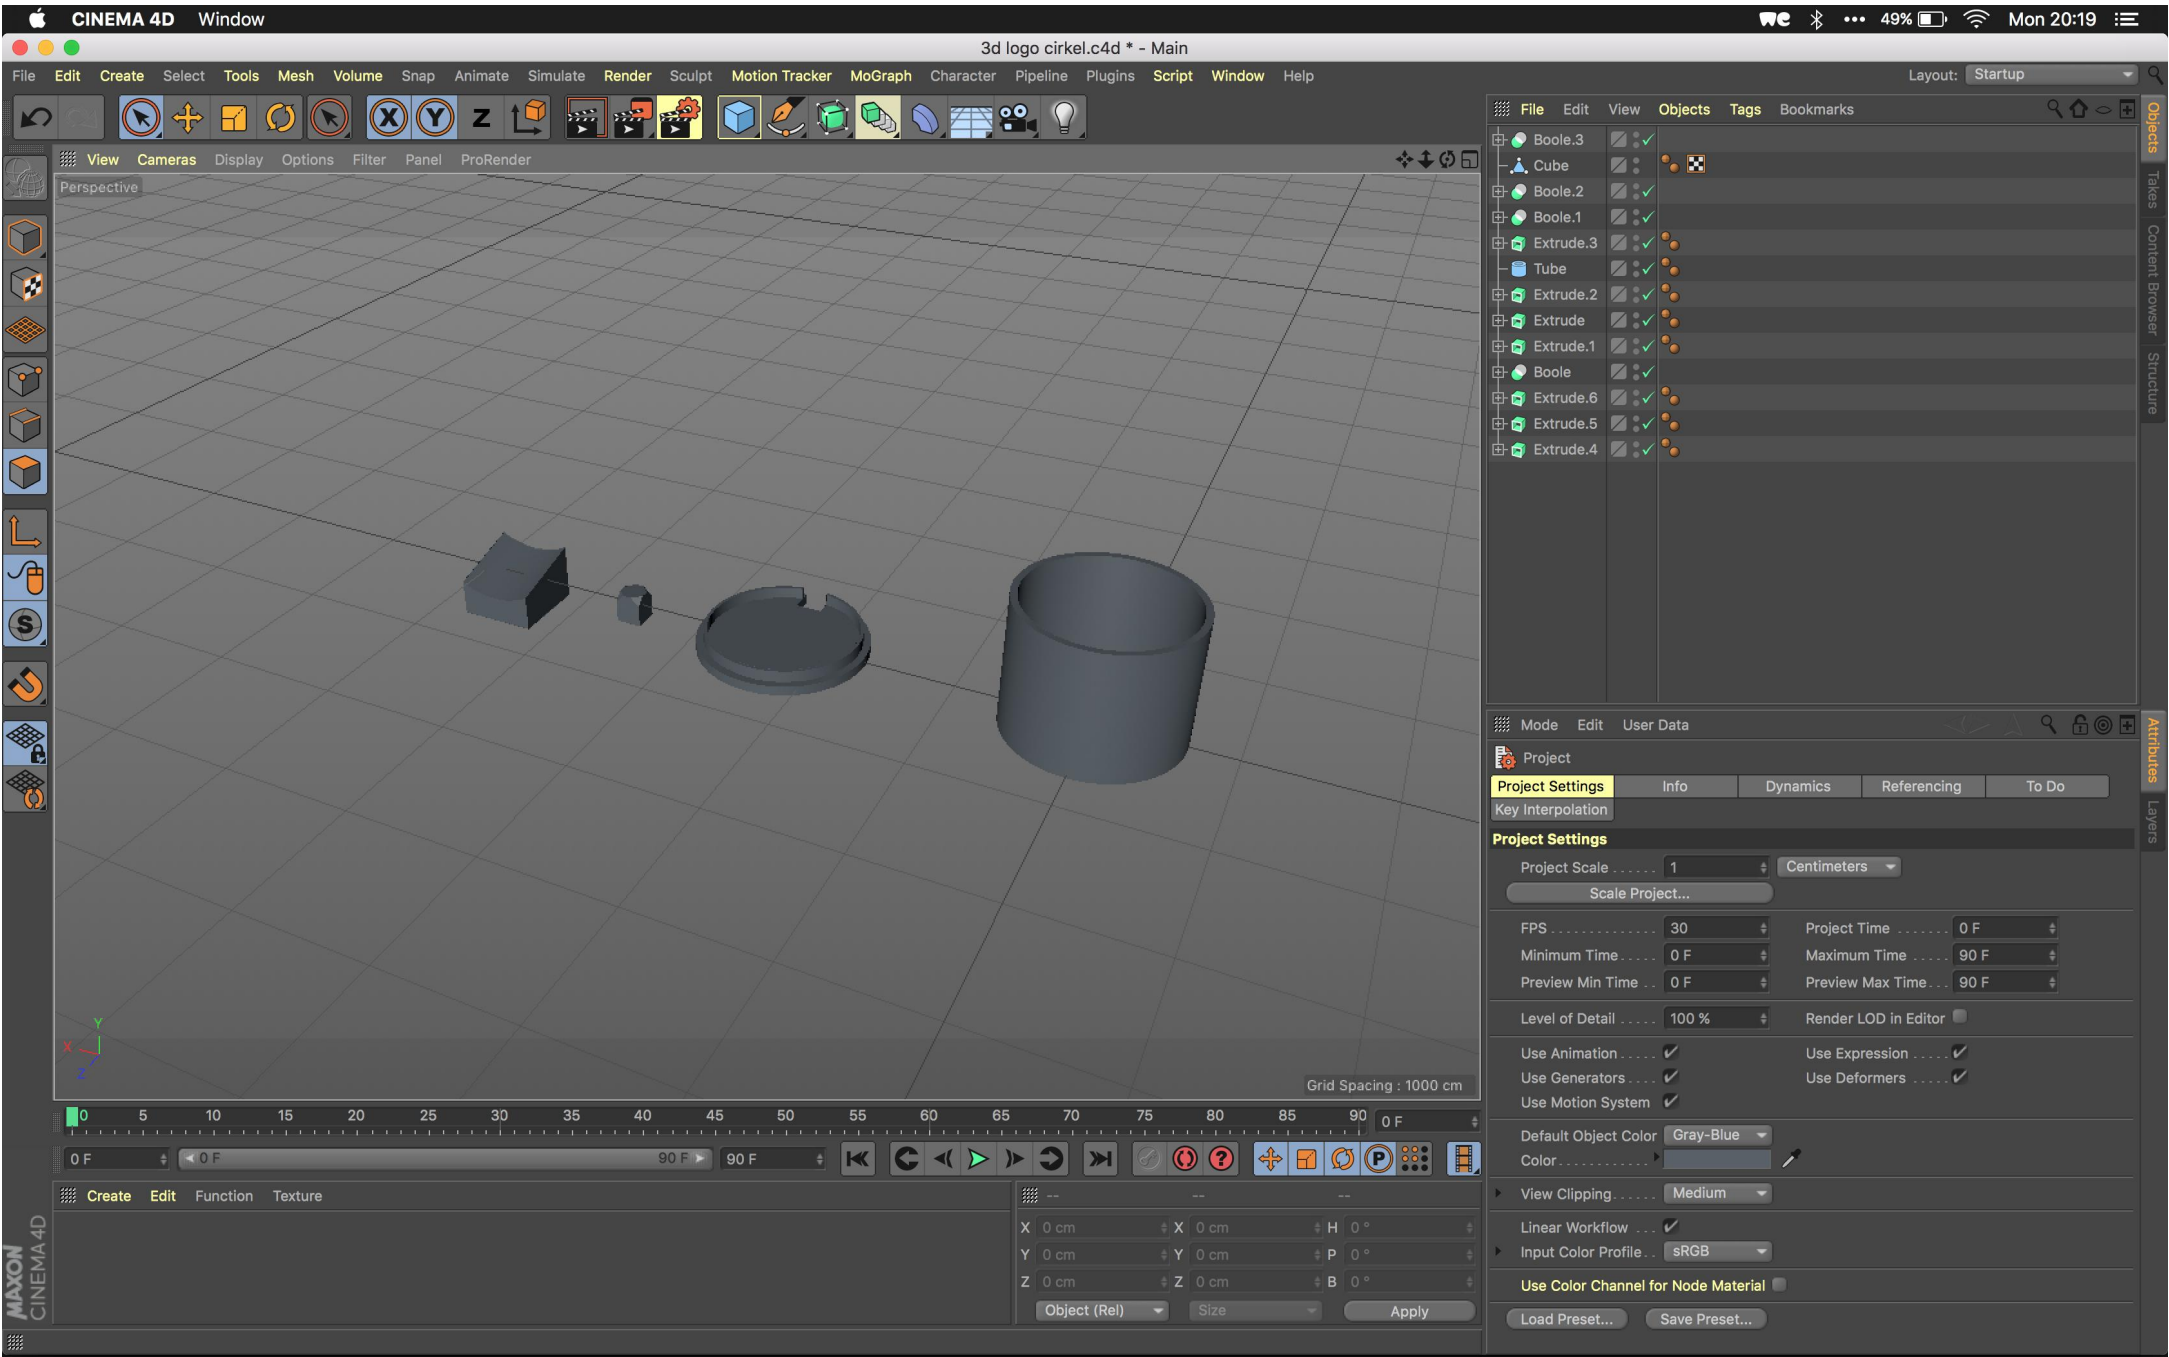 CINEMA 4D Window 49% Mon 20:19
3d logo cirkel.c4d * - Main
File Edit Create Select Tools Mesh Volume Snap Animate Simulate Render Sculpt Motion Tracker MoGraph Character Pipeline Plugins Script Window Help Layout: Startup
X Y Z
File Edit View Objects Tags Bookmarks
View Cameras Display Options Filter Panel ProRender
Perspective
Boole.3
Cube
Boole.2
Boole.1
Extrude.3
Tube
Extrude.2
Extrude
Extrude.1
Boole
Extrude.6
Extrude.5
Extrude.4
Objects
Takes
Content Browser
Structure
S
Y
X
Z
Grid Spacing : 1000 cm
Mode Edit User Data
Project
Project Settings Info Dynamics Referencing To Do
Key Interpolation
Project Settings
Project Scale ...... 1 Centimeters
Scale Project...
FPS ............. 30 Project Time ....... 0 F
Minimum Time ..... 0 F Maximum Time ..... 90 F
Preview Min Time .. 0 F Preview Max Time... 90 F
Level of Detail ..... 100 % Render LOD in Editor
Use Animation ..... Use Expression .....
Use Generators .... Use Deformers .....
Use Motion System
Default Object Color Gray-Blue
Color ............
View Clipping ...... Medium
Linear Workflow ...
Input Color Profile .. sRGB
Use Color Channel for Node Material
Load Preset... Save Preset...
Attributes
Layers
0 5 10 15 20 25 30 35 40 45 50 55 60 65 70 75 80 85 90 0 F
0 F 0 F 90 F 90 F ? P
Create Edit Function Texture
-- -- --
X 0 cm X 0 cm H 0 °
Y 0 cm Y 0 cm P 0 °
Z 0 cm Z 0 cm B 0 °
Object (Rel) Size Apply
MAXON
CINEMA 4D